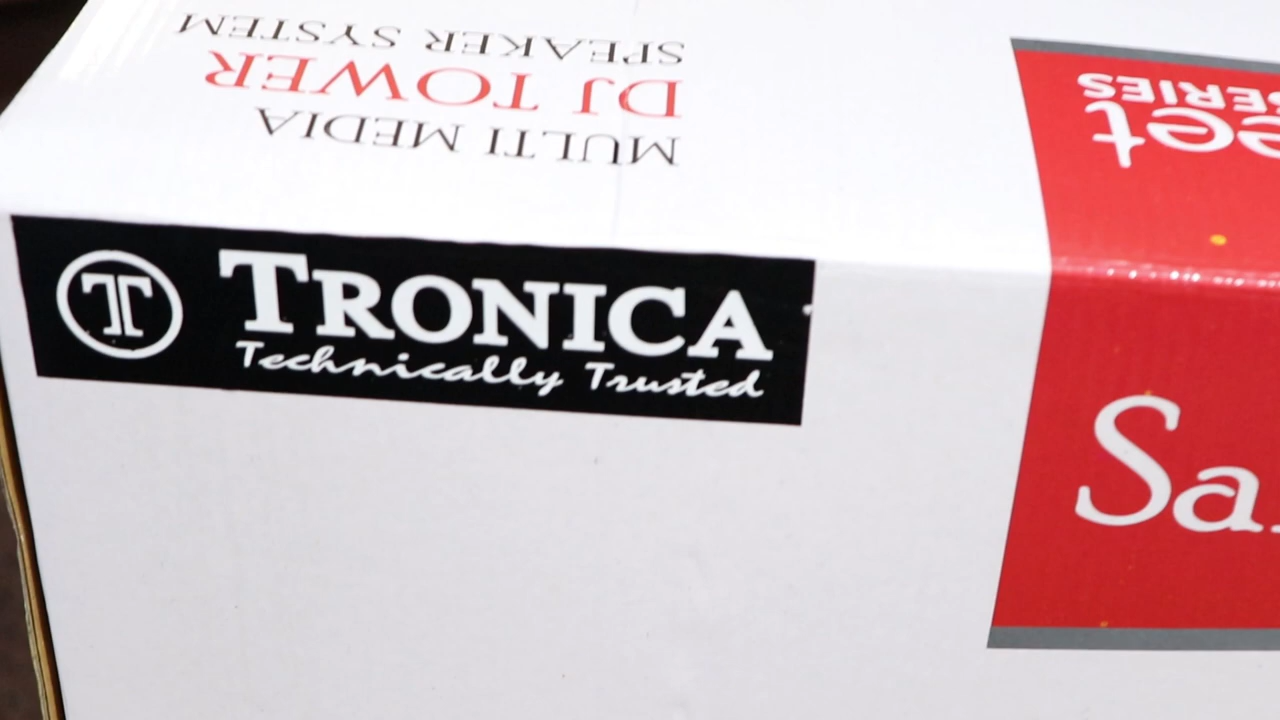 MULTI MEDIA
DJ TOWER
SPEAKER SYSTEM
SERIES
TRONICA
Technically Trusted